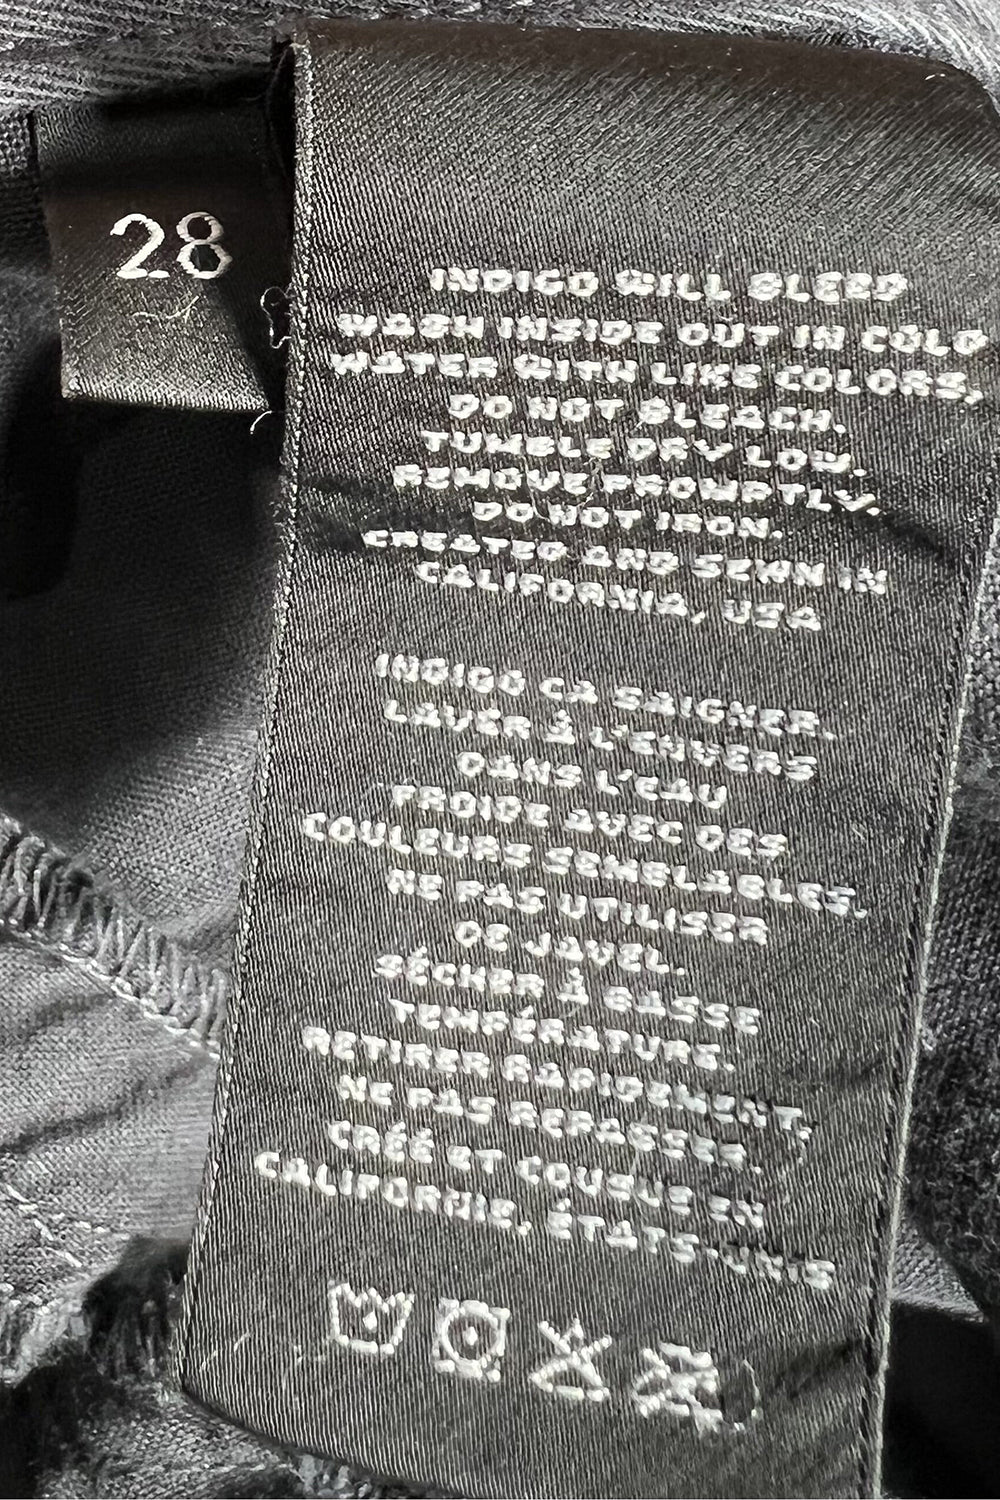 28
INDIGO WILL BLEED
WASH INSIDE OUT IN COLD
WATER WITH LIKE COLORS,
DO NOT BLEACH.
TUMBLE DRY LOW.
REMOVE PROMPTLY.
DO NOT IRON.
CREATED AND SEWN IN
CALIFORNIA, USA
INDIGO CA SAIGNER.
LAVÉR À L'ENVERS
DANS L'EAU
FROIDE AVEC DES
COULEURS SEMBLABLES.
NE PAS UTILISER
DE JAVEL.
SÉCHER À BASSE
TEMPÉRATURE.
RETIRER RAPIDEMENT,
NE PAS REPASSER.
CRÉÉ ET COUSUE EN
CALIFORNIE, ÉTATS-UNIS